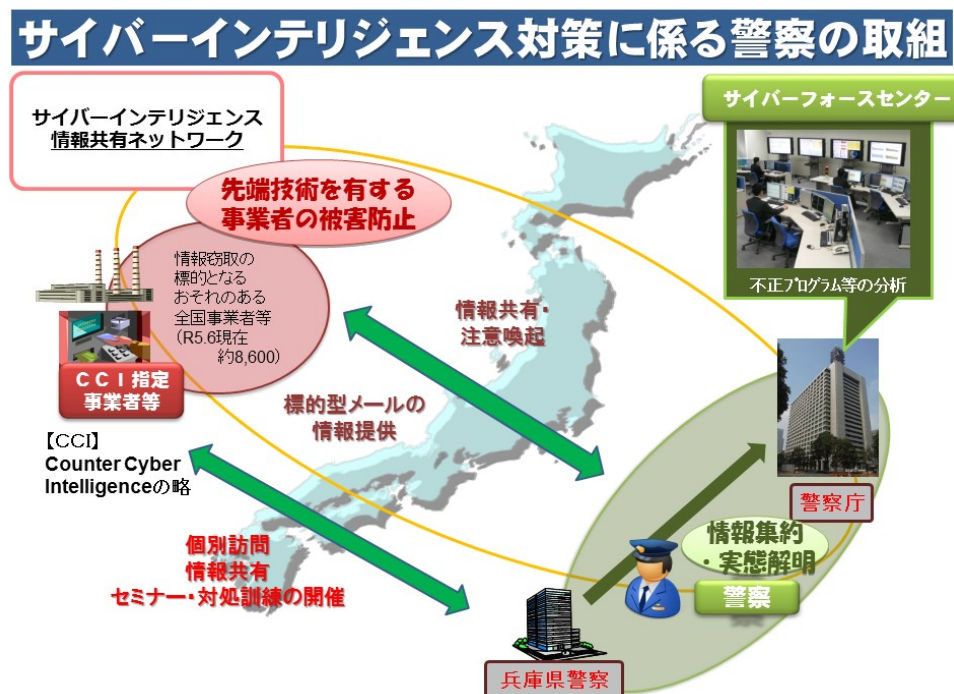 サイバーインテリジェンス対策に係る警察の取組
サイバーインテリジェンス
情報共有ネットワーク
サイバーフォースセンター
先端技術を有する
事業者の被害防止
情報窃取の
標的となる
おそれのある
全国事業者等
（R5.6現在
約8,600）
不正プログラム等の分析
情報共有・
注意喚起
ＣＣＩ指定
事業者等
標的型メールの
情報提供
【CCI】
Counter Cyber
Intelligenceの略
警察庁
個別訪問
情報共有
セミナー・対処訓練の開催
情報集約
・実態解明
警察
兵庫県警察